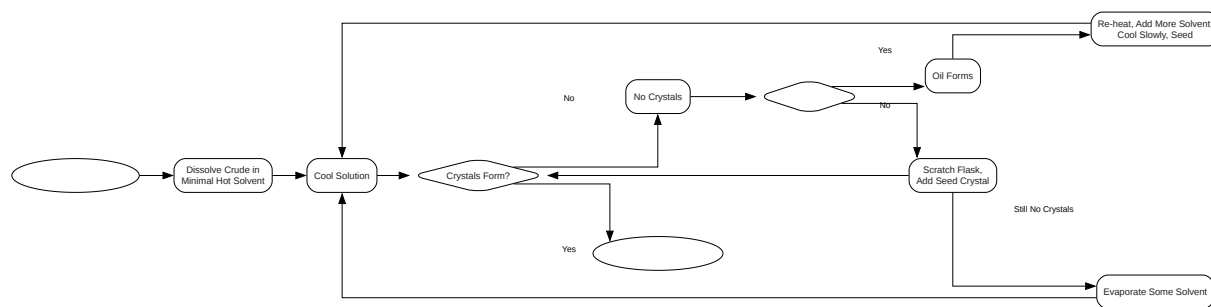 Re-heat, Add More Solvent
Cool Slowly, Seed
Yes
Oil Forms
No
No Crystals
No
Dissolve Crude in
Minimal Hot Solvent
Cool Solution
Crystals Form?
Scratch Flask,
Add Seed Crystal
Still No Crystals
Yes
Evaporate Some Solvent